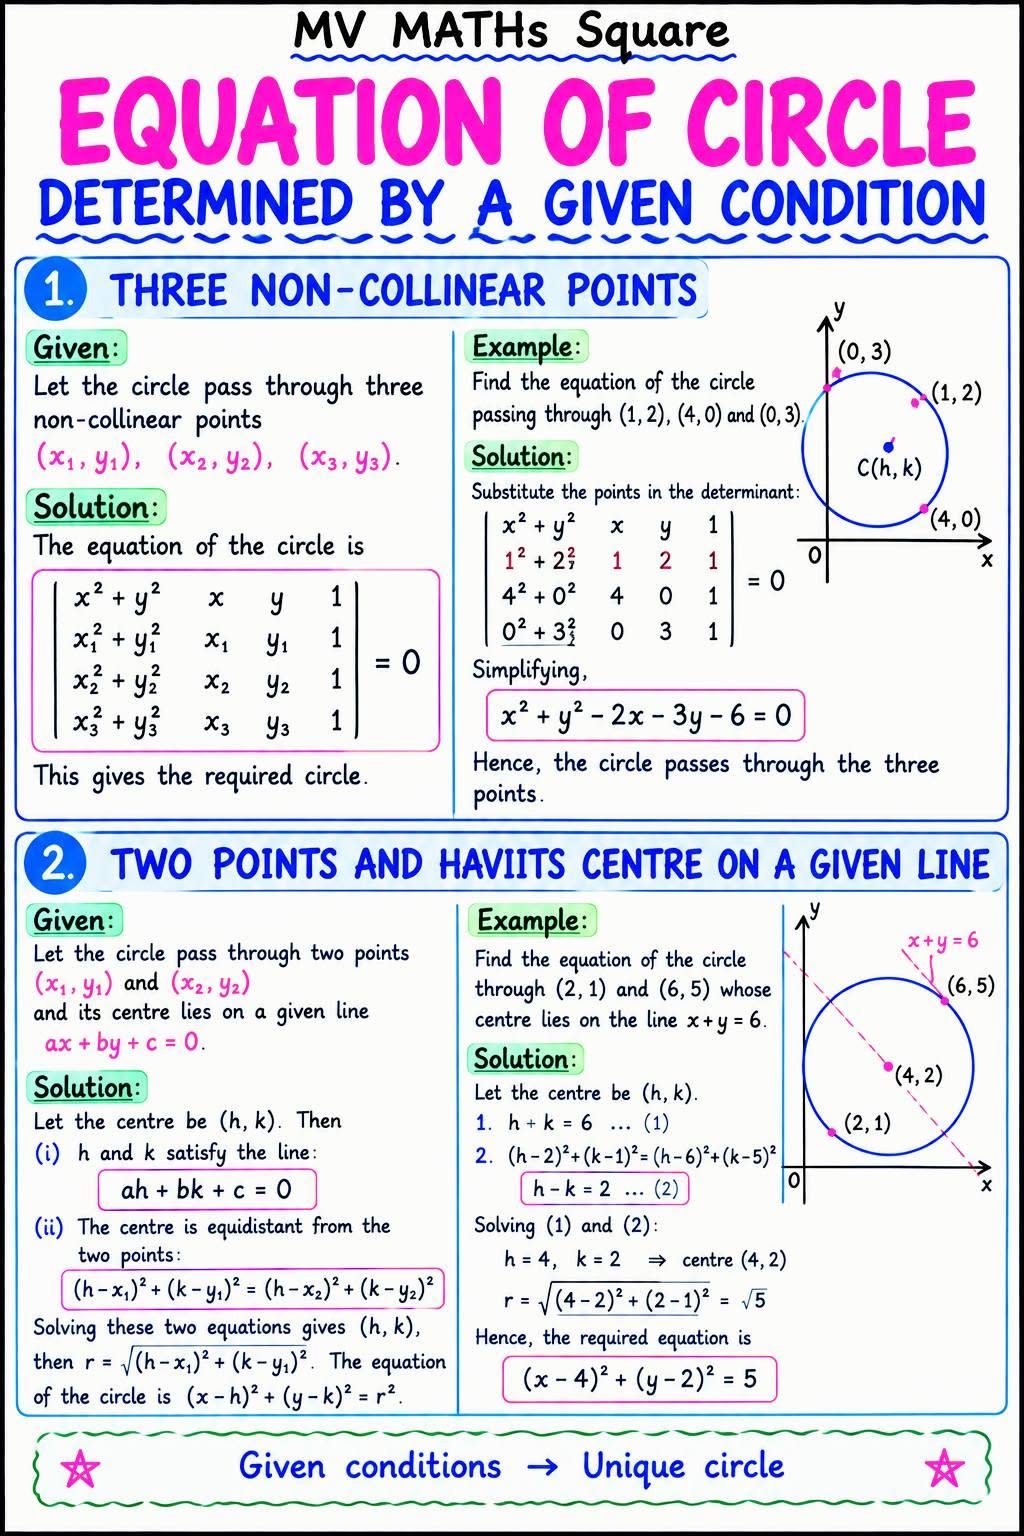 MV MATHs Square
EQUATION OF CIRCLE
DETERMINED BY A GIVEN CONDITION
1. THREE NON-COLLINEAR POINTS
Given:
Let the circle pass through three
non-collinear points
(x₁, y₁), (x₂, y₂), (x₃, y₃).
Solution:
The equation of the circle is
x² + y² x y 1
x₁² + y₁² x₁ y₁ 1
x₂² + y₂² x₂ y₂ 1
x₃² + y₃² x₃ y₃ 1
= 0
This gives the required circle.
Example:
Find the equation of the circle
passing through (1, 2), (4, 0) and (0, 3).
Solution:
Substitute the points in the determinant:
x² + y² x y 1
1² + 2² 1 2 1
4² + 0² 4 0 1
0² + 3² 0 3 1
= 0
Simplifying,
x² + y² − 2x − 3y − 6 = 0
Hence, the circle passes through the three
points.
y
(0, 3)
(1, 2)
C(h, k)
(4, 0)
0
x
2. TWO POINTS AND HAVIITS CENTRE ON A GIVEN LINE
Given:
Let the circle pass through two points
(x₁, y₁) and (x₂, y₂)
and its centre lies on a given line
ax + by + c = 0.
Solution:
Let the centre be (h, k). Then
(i) h and k satisfy the line:
ah + bk + c = 0
(ii) The centre is equidistant from the
two points:
(h − x₁)² + (k − y₁)² = (h − x₂)² + (k − y₂)²
Solving these two equations gives (h, k),
then r = √(h − x₁)² + (k − y₁)². The equation
of the circle is (x − h)² + (y − k)² = r².
Example:
Find the equation of the circle
through (2, 1) and (6, 5) whose
centre lies on the line x + y = 6.
Solution:
Let the centre be (h, k).
1. h + k = 6 ... (1)
2. (h − 2)² + (k − 1)² = (h − 6)² + (k − 5)²
h − k = 2 ... (2)
Solving (1) and (2):
h = 4, k = 2 ⇒ centre (4, 2)
r = √(4 − 2)² + (2 − 1)² = √5
Hence, the required equation is
(x − 4)² + (y − 2)² = 5
y
x + y = 6
(6, 5)
(4, 2)
(2, 1)
0
x
Given conditions → Unique circle